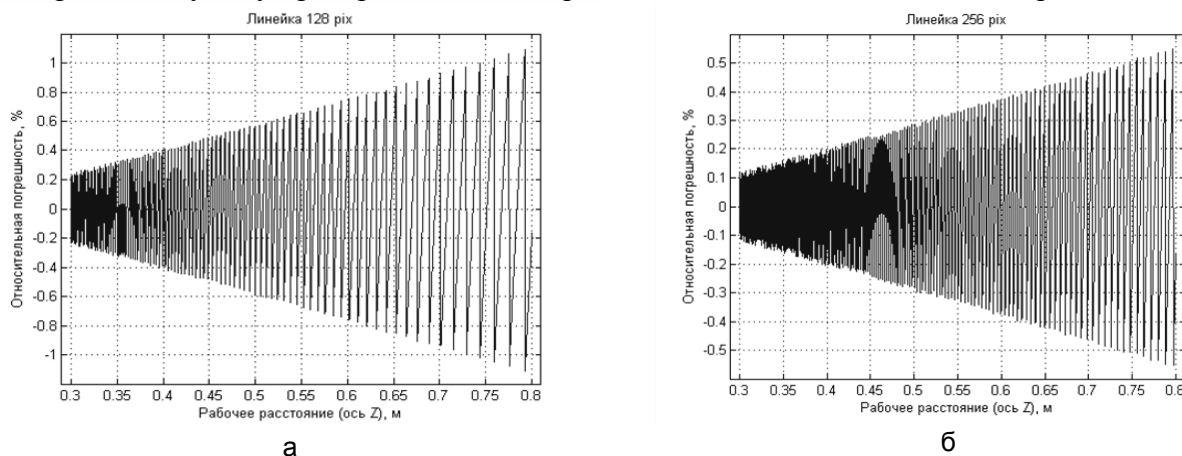 Линейка 128 pix
Относительная погрешность, %
1
0.8
0.6
0.4
0.2
0
-0.2
-0.4
-0.6
-0.8
-1
0.3 0.35 0.4 0.45 0.5 0.55 0.6 0.65 0.7 0.75 0.8
Рабочее расстояние (ось Z), м
а
Линейка 256 pix
Относительная погрешность, %
0.5
0.4
0.3
0.2
0.1
0
-0.1
-0.2
-0.3
-0.4
-0.5
0.3 0.35 0.4 0.45 0.5 0.55 0.6 0.65 0.7 0.75 0.8
Рабочее расстояние (ось Z), м
б